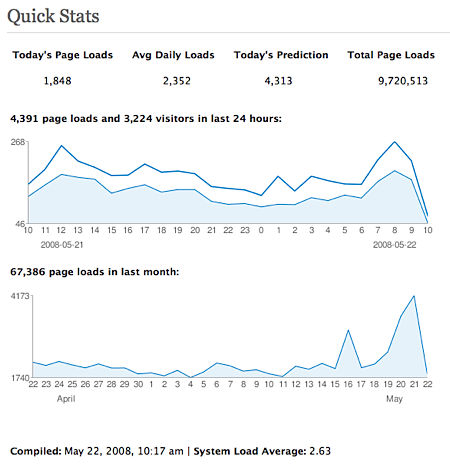 Quick Stats
Today's Page Loads Avg Daily Loads Today's Prediction Total Page Loads
1,848 2,352 4,313 9,720,513
4,391 page loads and 3,224 visitors in last 24 hours:
268
46
10 11 12 13 14 15 16 17 18 19 20 21 22 23 0 1 2 3 4 5 6 7 8 9 10
2008-05-21 2008-05-22
67,386 page loads in last month:
4173
1740
22 23 24 25 26 27 28 29 30 1 2 3 4 5 6 7 8 9 10 11 12 13 14 15 16 17 18 19 20 21 22
April May
Compiled: May 22, 2008, 10:17 am | System Load Average: 2.63